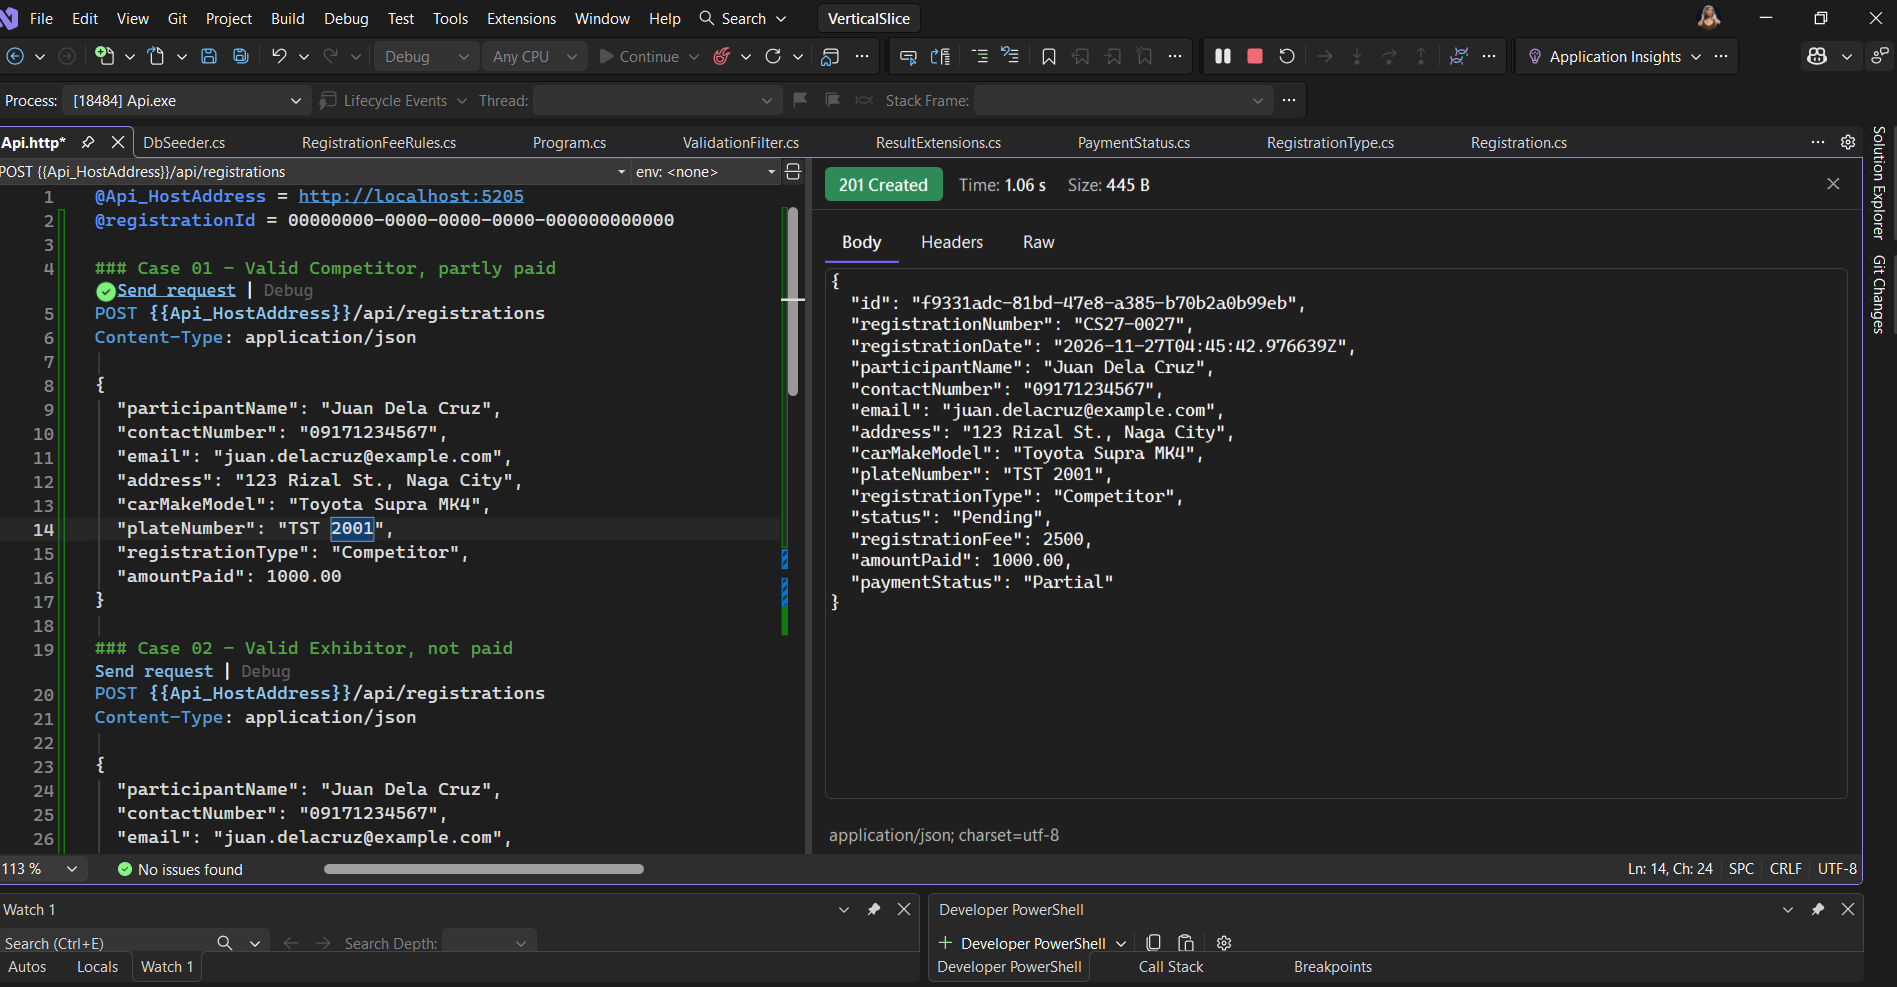 File Edit View Git Project Build Debug Test Tools Extensions Window Help Search VerticalSlice
Debug Any CPU Continue Application Insights
Process: [18484] Api.exe Lifecycle Events Thread: Stack Frame:
Api.http* DbSeeder.cs RegistrationFeeRules.cs Program.cs ValidationFilter.cs ResultExtensions.cs PaymentStatus.cs RegistrationType.cs Registration.cs
POST {{Api_HostAddress}}/api/registrations env: <none>
1 @Api_HostAddress = http://localhost:5205
2 @registrationId = 00000000-0000-0000-0000-000000000000
3
4 ### Case 01 - Valid Competitor, partly paid
Send request | Debug
5 POST {{Api_HostAddress}}/api/registrations
6 Content-Type: application/json
7
8 {
9 "participantName": "Juan Dela Cruz",
10 "contactNumber": "09171234567",
11 "email": "juan.delacruz@example.com",
12 "address": "123 Rizal St., Naga City",
13 "carMakeModel": "Toyota Supra MK4",
14 "plateNumber": "TST 2001",
15 "registrationType": "Competitor",
16 "amountPaid": 1000.00
17 }
18
19 ### Case 02 - Valid Exhibitor, not paid
Send request | Debug
20 POST {{Api_HostAddress}}/api/registrations
21 Content-Type: application/json
22
23 {
24 "participantName": "Juan Dela Cruz",
25 "contactNumber": "09171234567",
26 "email": "juan.delacruz@example.com",
113 % No issues found
201 Created Time: 1.06 s Size: 445 B
Body Headers Raw
{
"id": "f9331adc-81bd-47e8-a385-b70b2a0b99eb",
"registrationNumber": "CS27-0027",
"registrationDate": "2026-11-27T04:45:42.976639Z",
"participantName": "Juan Dela Cruz",
"contactNumber": "09171234567",
"email": "juan.delacruz@example.com",
"address": "123 Rizal St., Naga City",
"carMakeModel": "Toyota Supra MK4",
"plateNumber": "TST 2001",
"registrationType": "Competitor",
"status": "Pending",
"registrationFee": 2500,
"amountPaid": 1000.00,
"paymentStatus": "Partial"
}
application/json; charset=utf-8
Ln: 14, Ch: 24 SPC CRLF UTF-8
Solution Explorer
Git Changes
Watch 1
Search (Ctrl+E) Search Depth:
Autos Locals Watch 1
Developer PowerShell
Developer PowerShell
Developer PowerShell Call Stack Breakpoints